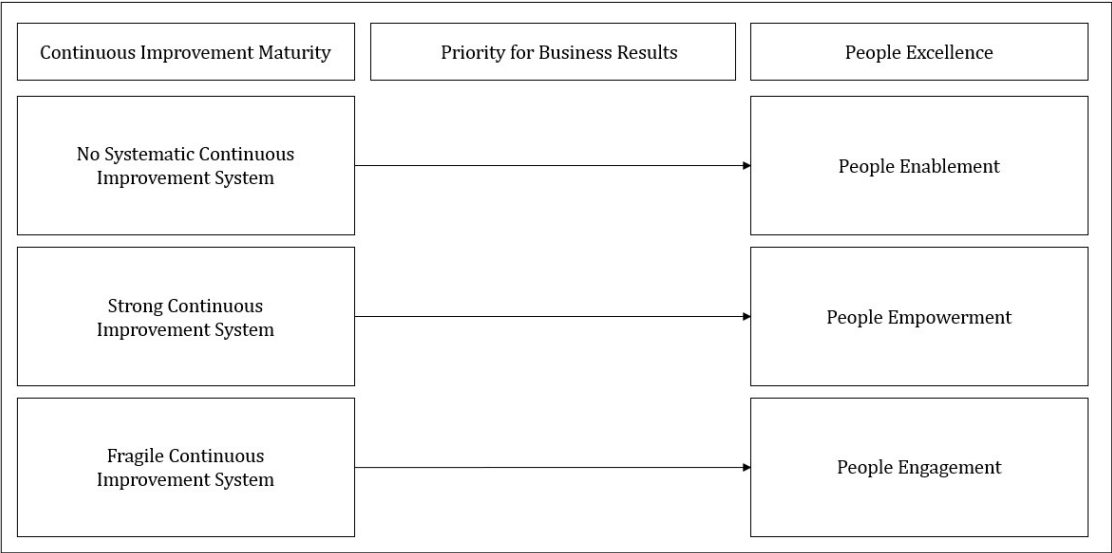 Continuous Improvement Maturity
Priority for Business Results
People Excellence
No Systematic Continuous
Improvement System
People Enablement
Strong Continuous
Improvement System
People Empowerment
Fragile Continuous
Improvement System
People Engagement